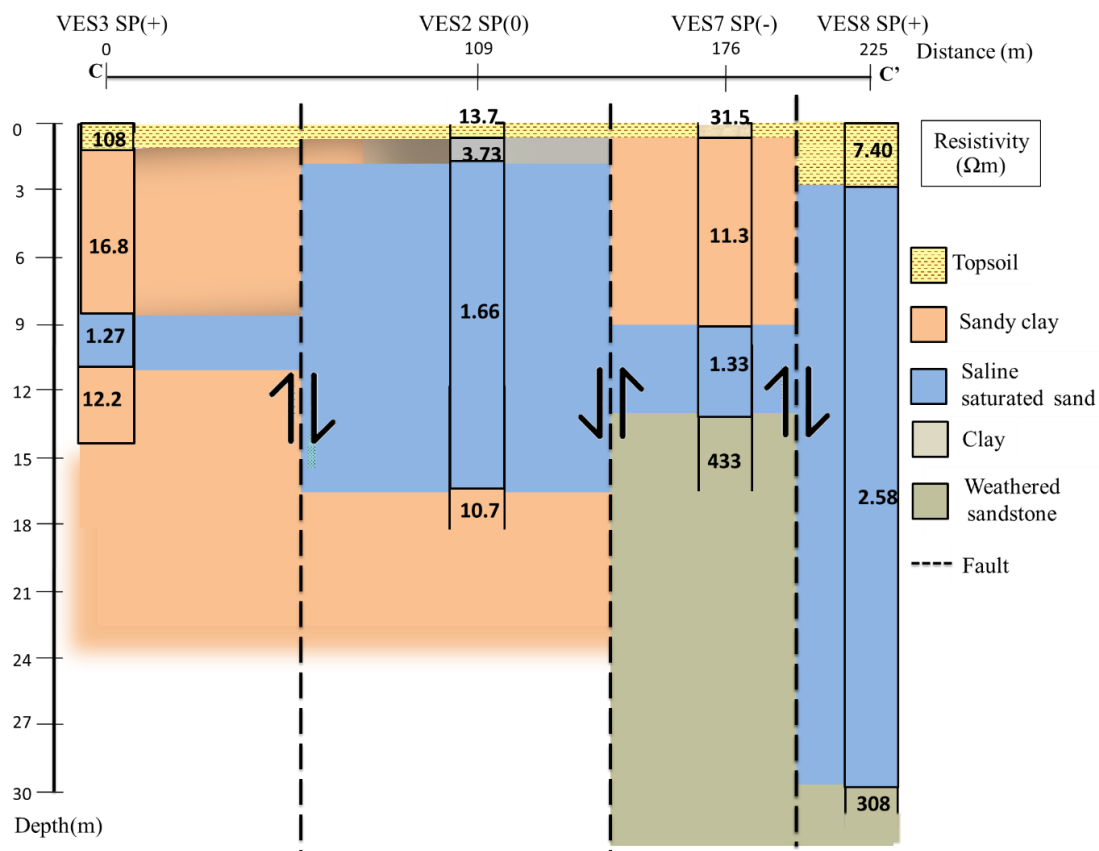 VES3 SP(+) VES2 SP(0) VES7 SP(-) VES8 SP(+)
0 109 176 225 Distance (m)
C C'
13.7 31.5
0
108
3.73
7.40
Resistivity
(Ωm)
3
16.8
11.3
6
Topsoil
1.66
9
1.27
1.33
Sandy clay
12
12.2
Saline
saturated sand
15
433
Clay
18
10.7
2.58
Weathered
sandstone
21
Fault
24
27
30
308
Depth(m)